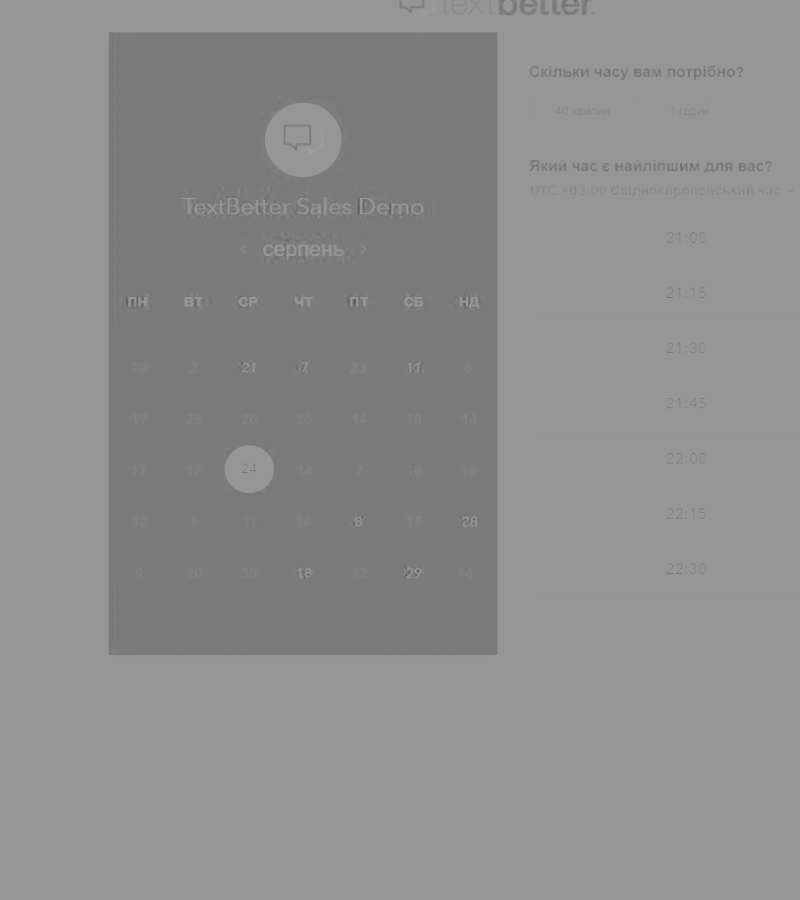 textbetter.
TextBetter Sales Demo
‹ серпень ›
ПН ВТ СР ЧТ ПТ СБ НД
20 2 21 7 23 11 6
19 25 26 26 14 18 14
17 17 24 14 7 18 16
12 1 11 16 8 17 28
9 20 30 18 12 29 4
Скільки часу вам потрібно?
40 хвилин 1 годин
Який час є найліпшим для вас?
UTC +03:00 Східноєвропейський час
21:00
21:15
21:30
21:45
22:00
22:15
22:30